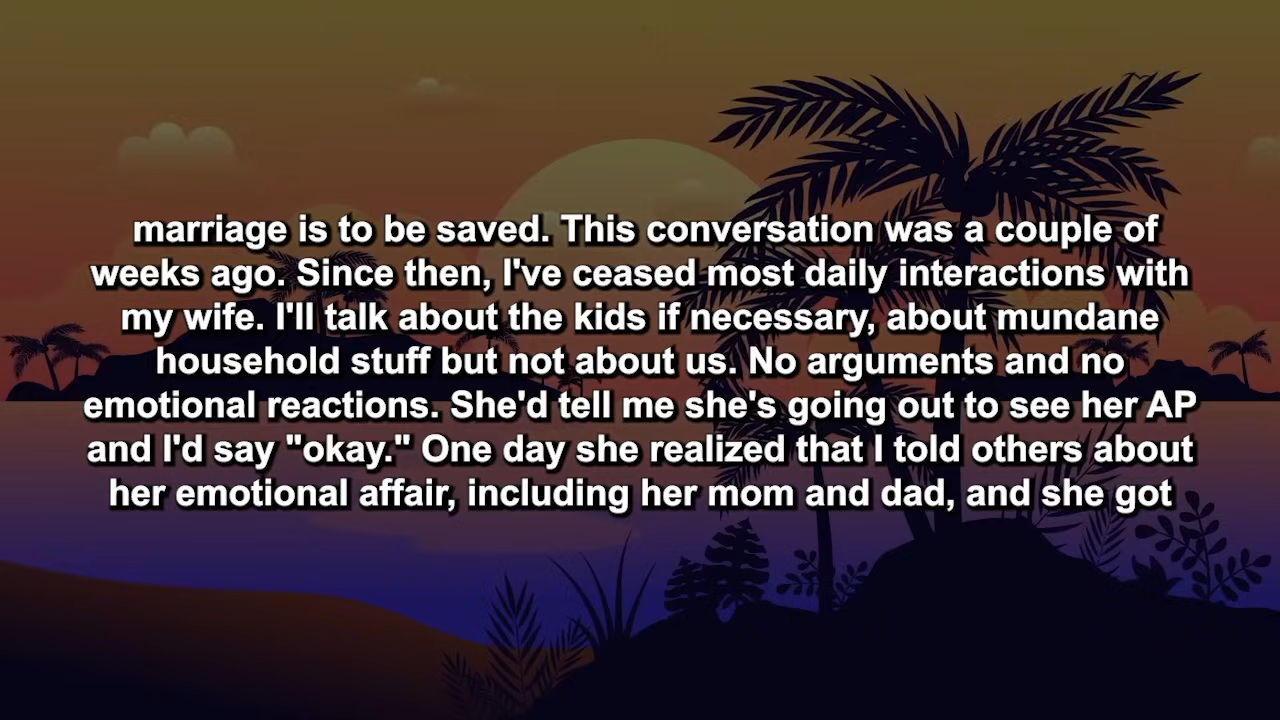 marriage is to be saved. This conversation was a couple of
weeks ago. Since then, I've ceased most daily interactions with
my wife. I'll talk about the kids if necessary, about mundane
household stuff but not about us. No arguments and no
emotional reactions. She'd tell me she's going out to see her AP
and I'd say "okay." One day she realized that I told others about
her emotional affair, including her mom and dad, and she got